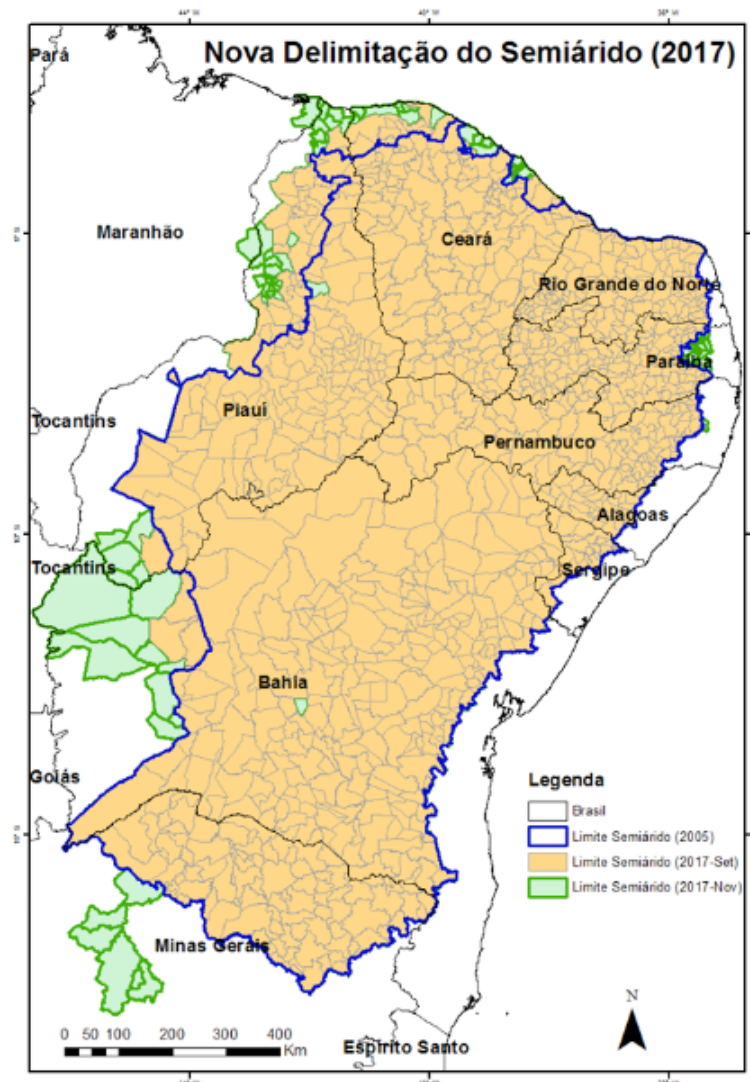 Nova Delimitação do Semiárido (2017)
Pará
Maranhão
Ceará
Rio Grande do Norte
Paraíba
Piauí
Tocantins
Pernambuco
Alagoas
Tocantins
Sergipe
Bahia
Goiás
Legenda
Brasil
Limite Semiárido (2005)
Limite Semiárido (2017-Set)
Limite Semiárido (2017-Nov)
Minas Gerais
N
0 50 100 200 300 400
Km
Espírito Santo